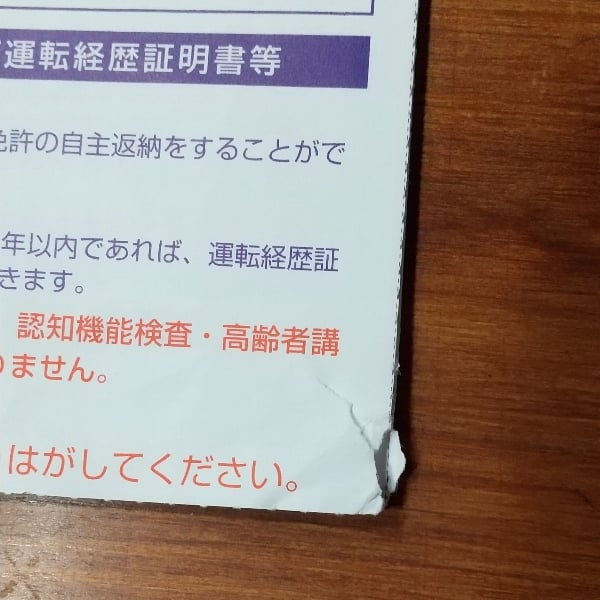 運転経歴証明書等
免許の自主返納をすることがで
年以内であれば、運転経歴証
きます。
認知機能検査・高齢者講
りません。
はがしてください。